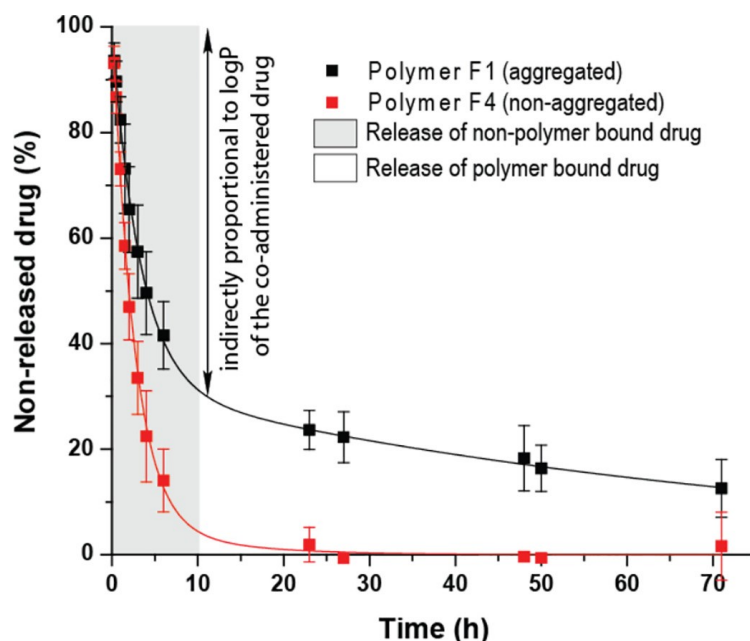 Polymer F1 (aggregated)
Polymer F4 (non-aggregated)
Release of non-polymer bound drug
Release of polymer bound drug
indirectly proportional to logP
of the co-administered drug
Non-released drug (%)
100
80
60
40
20
0
0 10 20 30 40 50 60 70
Time (h)